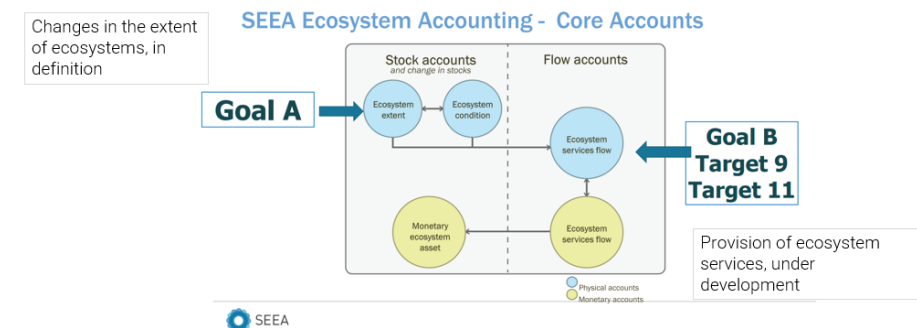 SEEA Ecosystem Accounting - Core Accounts
Changes in the extent
of ecosystems, in
definition
Stock accounts
and change in stocks
Flow accounts
Goal A
Ecosystem
extent
Ecosystem
condition
Ecosystem
services flow
Goal B
Target 9
Target 11
Monetary
ecosystem
asset
Ecosystem
services flow
Provision of ecosystem
services, under
development
Physical accounts
Monetary accounts
SEEA